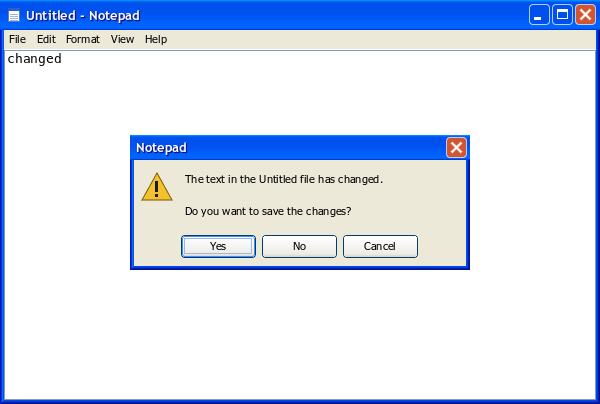 Untitled - Notepad
File Edit Format View Help
changed
Notepad
The text in the Untitled file has changed.
Do you want to save the changes?
Yes No Cancel